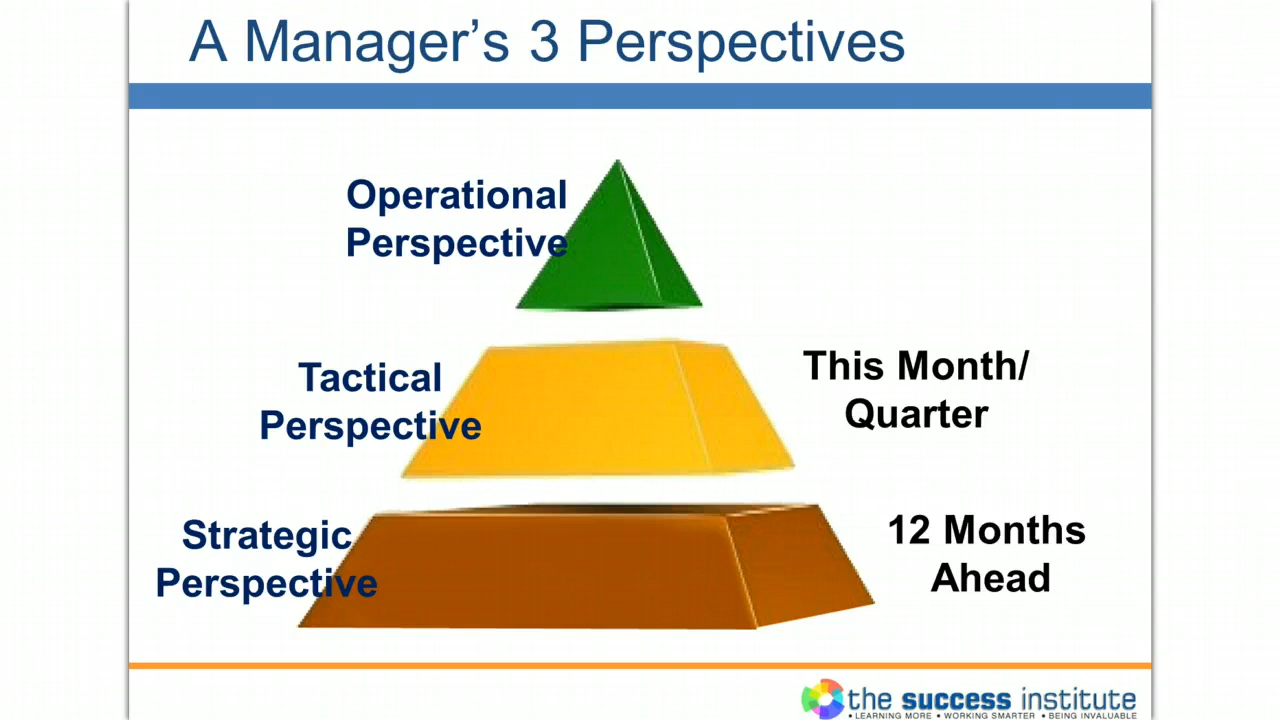 A Manager’s 3 Perspectives
Operational
Perspective
Tactical
Perspective
This Month/
Quarter
Strategic
Perspective
12 Months
Ahead
the success institute
• LEARNING MORE • WORKING SMARTER • BEING INVALUABLE